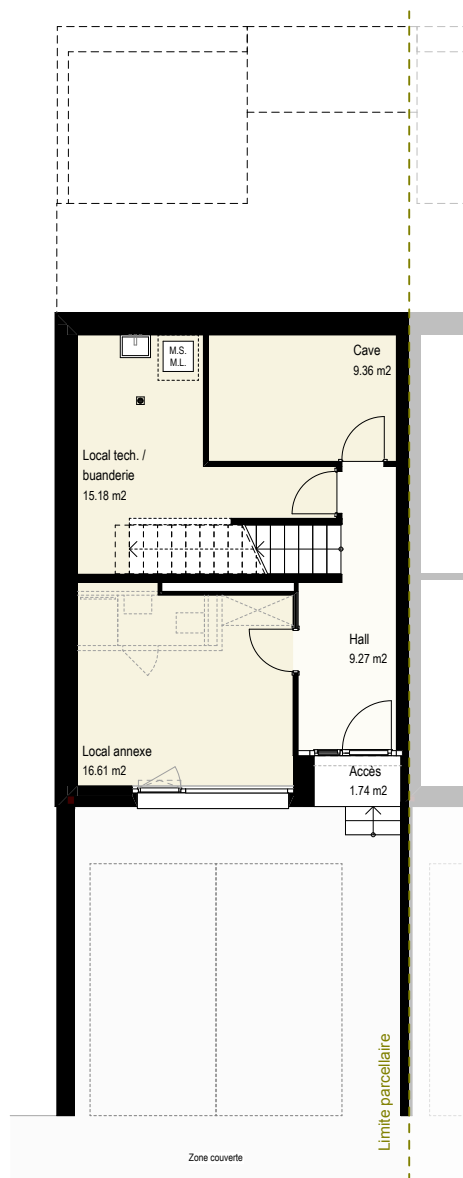 M.S.
M.L.
Cave
9.36 m2
Local tech. /
buanderie
15.18 m2
Hall
9.27 m2
Local annexe
16.61 m2
Accès
1.74 m2
Limite parcellaire
Zone couverte